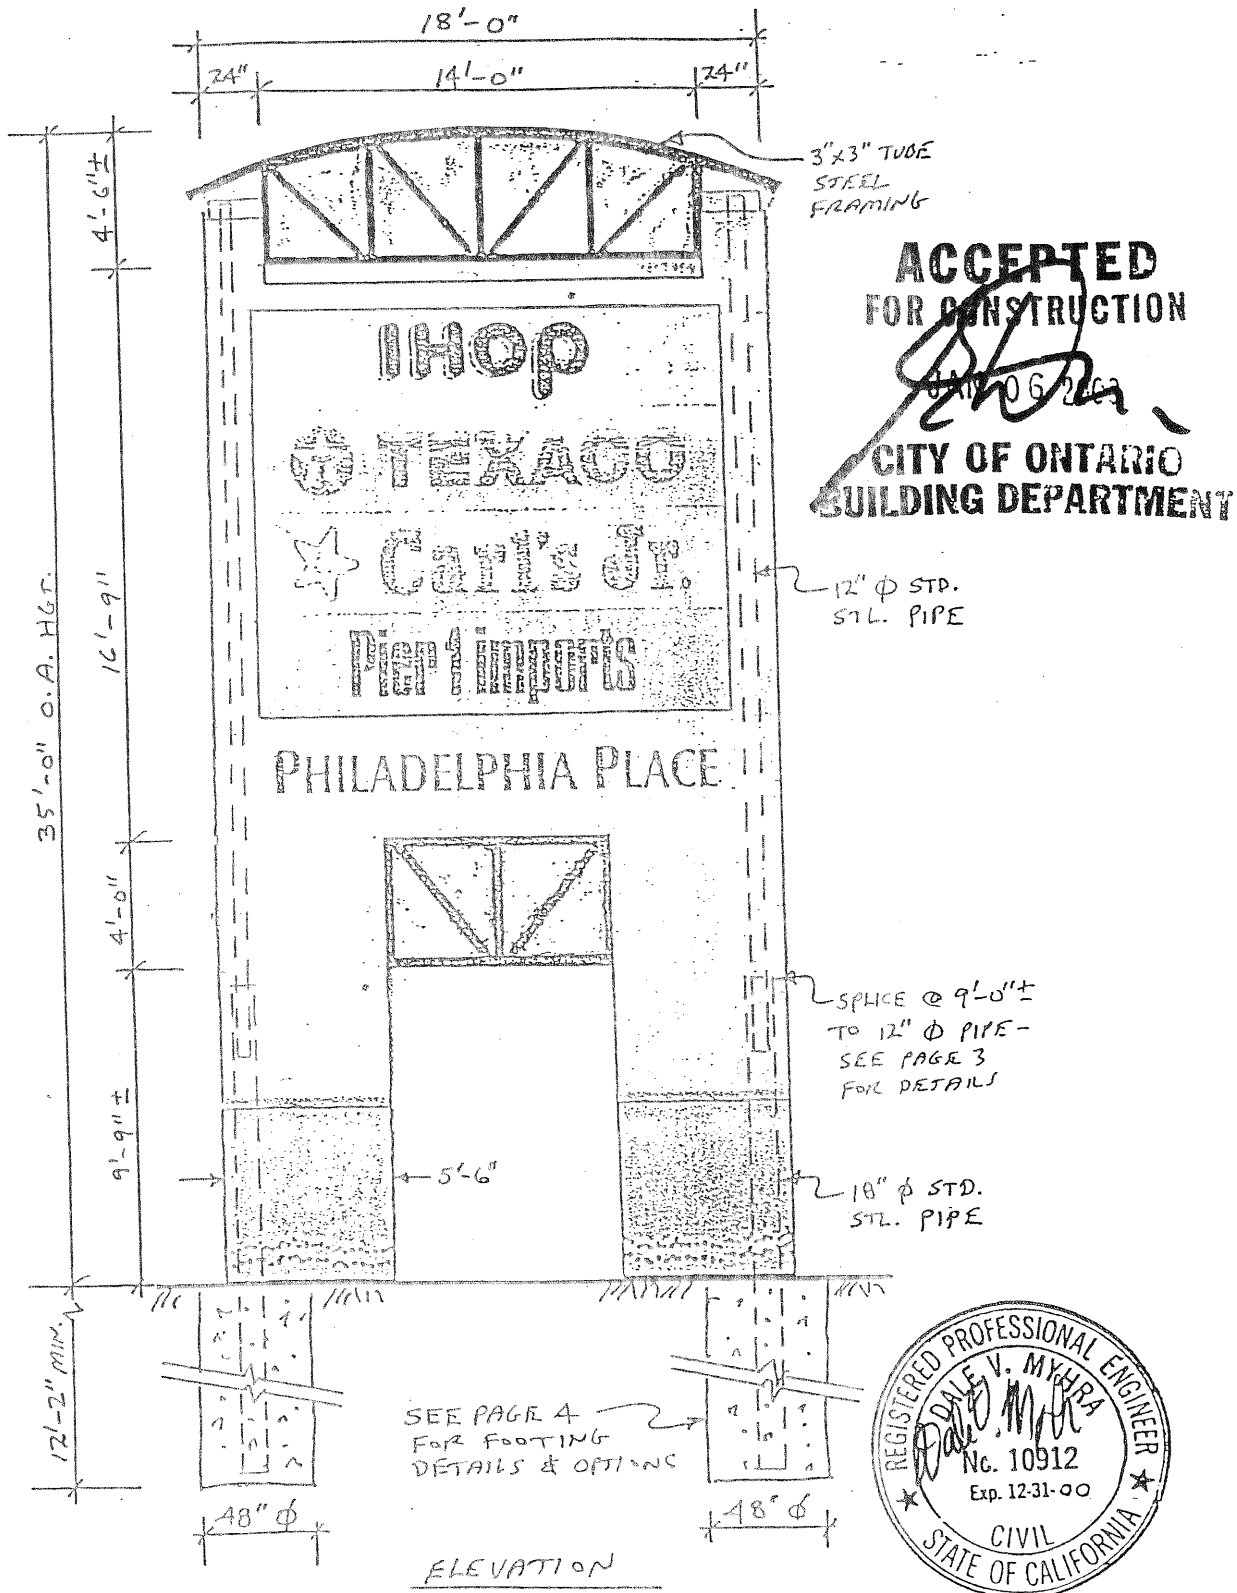 18'-0"
24" 14'-0" 24"
3"x3" TUBE
STEEL
FRAMING
4'-6"±
ACCEPTED
FOR CONSTRUCTION
JAN 06
CITY OF ONTARIO
BUILDING DEPARTMENT
IHOP
TEXACO
Carl's Jr.
Pier 1 imports
PHILADELPHIA PLACE
12" Φ STD.
STL. PIPE
35'-0" O.A. HGT.
16'-9"
4'-0"
SPLICE @ 9'-0"±
TO 12" Φ PIPE-
SEE PAGE 3
FOR DETAILS
9'-9"±
5'-6"
18" Φ STD.
STL. PIPE
12'-2" MIN.
SEE PAGE 4
FOR FOOTING
DETAILS & OPTIONS
48" Φ
48" Φ
ELEVATION
REGISTERED PROFESSIONAL ENGINEER
DALE V. MYHRA
No. 10912
Exp. 12-31-00
CIVIL
STATE OF CALIFORNIA